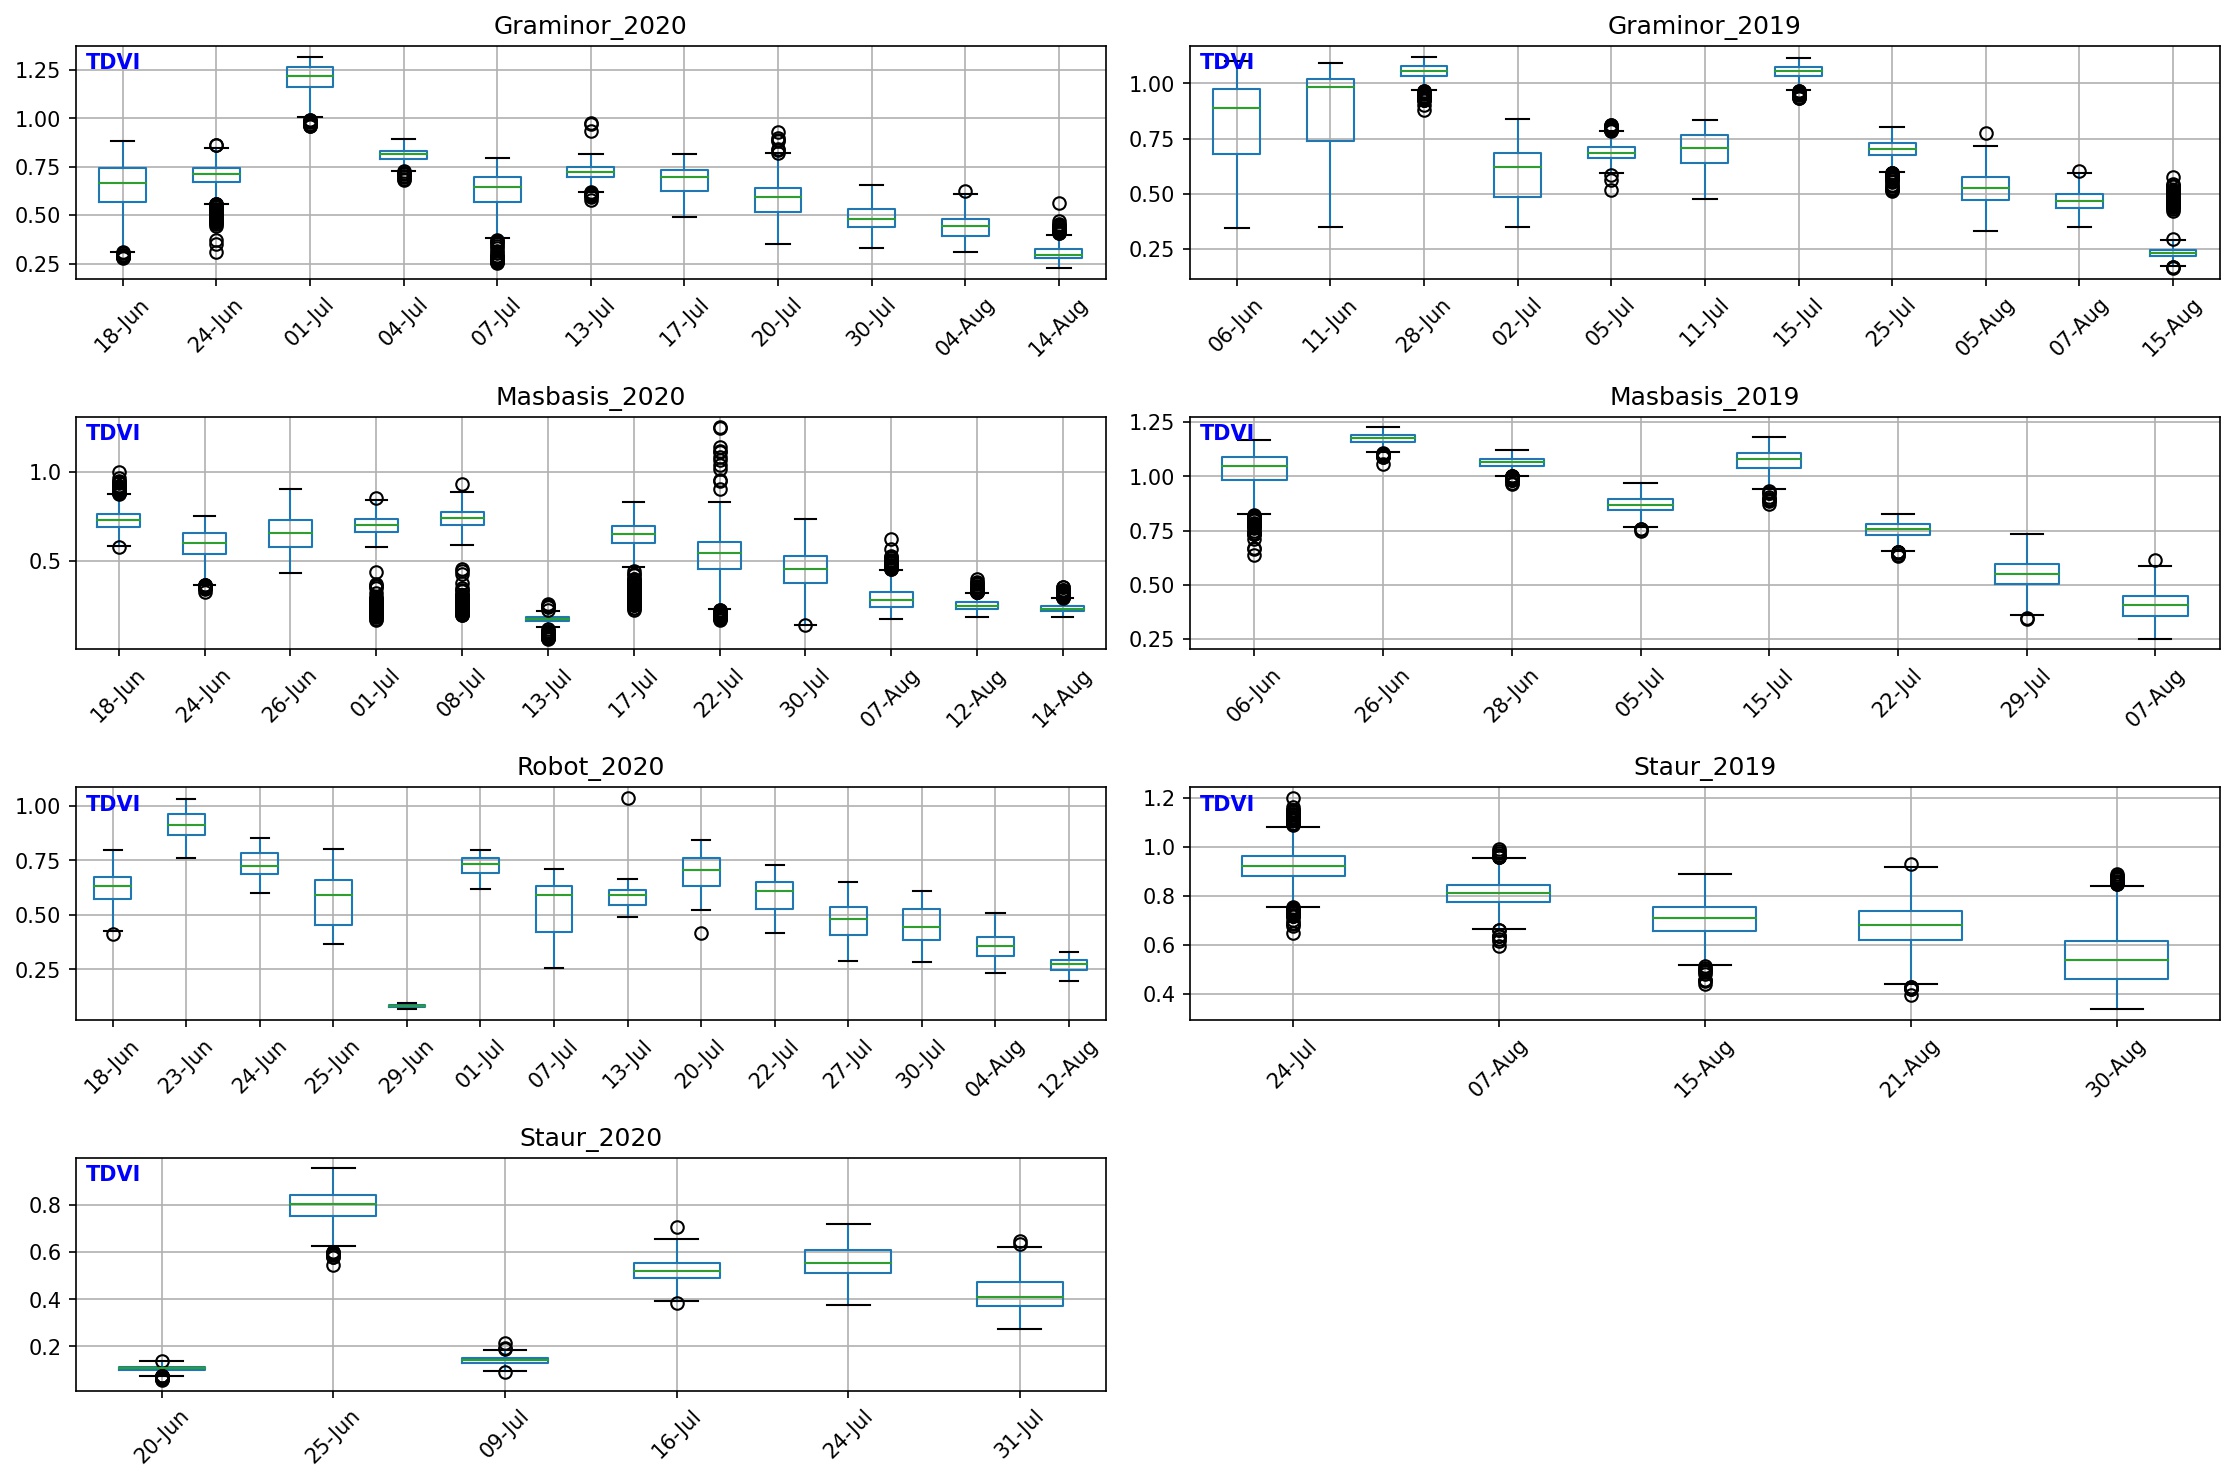 Graminor_2020
TDVI
1.25
1.00
0.75
0.50
0.25
18-Jun 24-Jun 01-Jul 04-Jul 07-Jul 13-Jul 17-Jul 20-Jul 30-Jul 04-Aug 14-Aug
Graminor_2019
TDVI
1.00
0.75
0.50
0.25
06-Jun 11-Jun 28-Jun 02-Jul 05-Jul 11-Jul 15-Jul 25-Jul 05-Aug 07-Aug 15-Aug
Masbasis_2020
TDVI
1.0
0.5
18-Jun 24-Jun 26-Jun 01-Jul 08-Jul 13-Jul 17-Jul 22-Jul 30-Jul 07-Aug 12-Aug 14-Aug
Masbasis_2019
TDVI
1.25
1.00
0.75
0.50
0.25
06-Jun 26-Jun 28-Jun 05-Jul 15-Jul 22-Jul 29-Jul 07-Aug
Robot_2020
TDVI
1.00
0.75
0.50
0.25
18-Jun 23-Jun 24-Jun 25-Jun 29-Jun 01-Jul 07-Jul 13-Jul 20-Jul 22-Jul 27-Jul 30-Jul 04-Aug 12-Aug
Staur_2019
TDVI
1.2
1.0
0.8
0.6
0.4
24-Jul 07-Aug 15-Aug 21-Aug 30-Aug
Staur_2020
TDVI
0.8
0.6
0.4
0.2
20-Jun 25-Jun 09-Jul 16-Jul 24-Jul 31-Jul